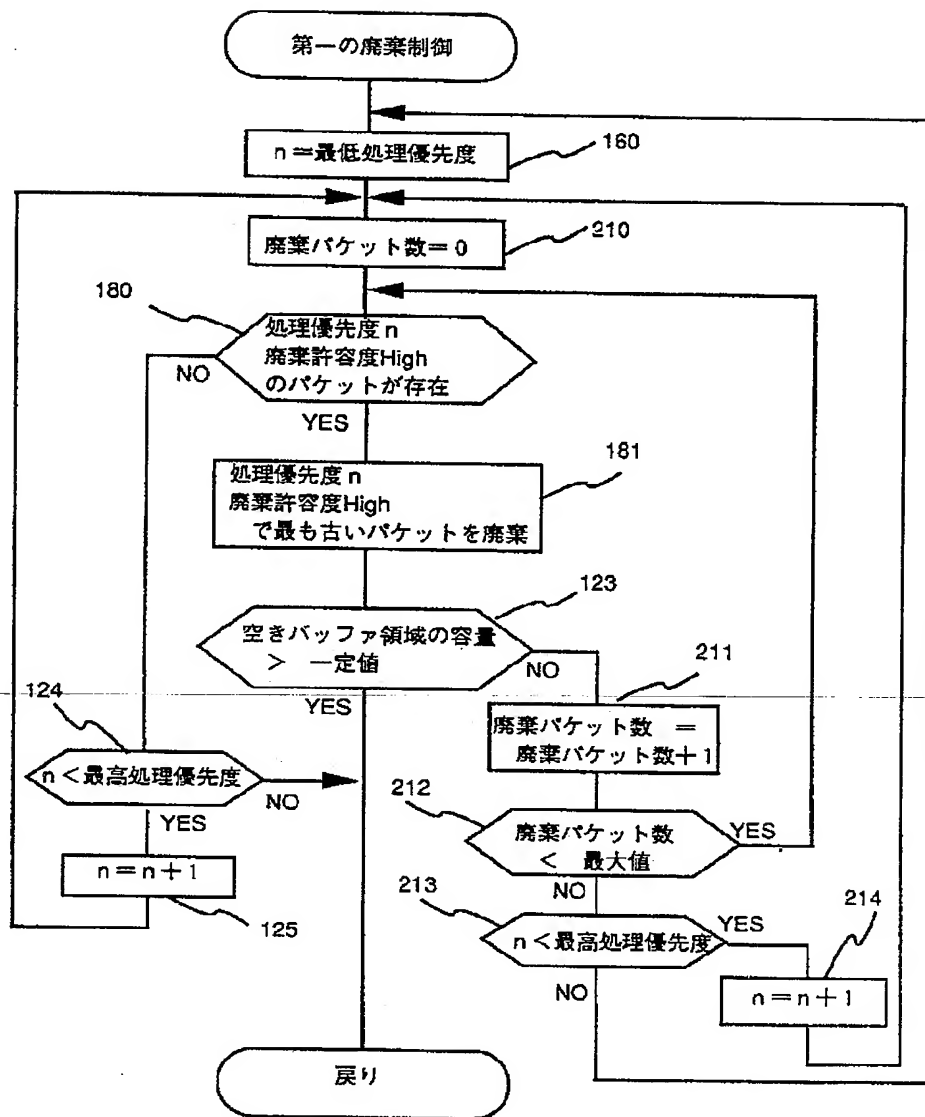 第一の廃棄制御
n＝最低処理優先度
160
廃棄パケット数＝0
210
180
処理優先度n
廃棄許容度High
のパケットが存在
NO
YES
181
処理優先度n
廃棄許容度High
で最も古いパケットを廃棄
123
空きバッファ領域の容量
＞ 一定値
NO
YES
211
廃棄パケット数 ＝
廃棄パケット数＋1
124
n＜最高処理優先度
NO
YES
212
廃棄パケット数
＜ 最大値
YES
NO
n＝n＋1
125
213
n＜最高処理優先度
YES
NO
214
n＝n＋1
戻り